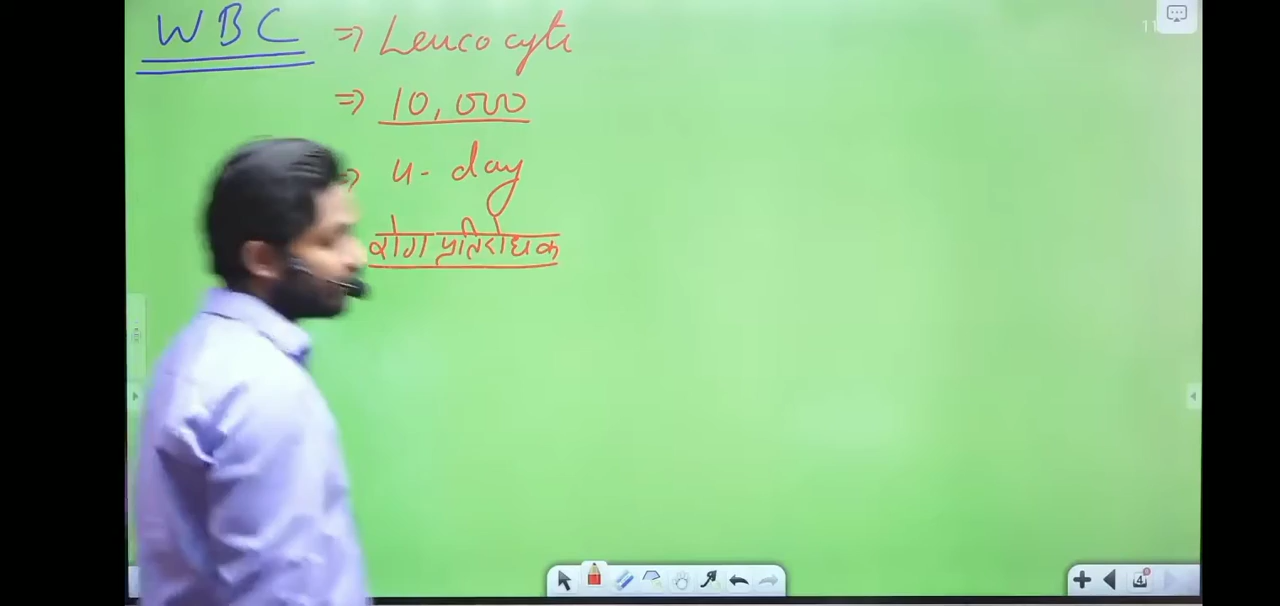 WBC => Leucocyte
=> 10,000
=> 4- day
रोग प्रतिरोधक